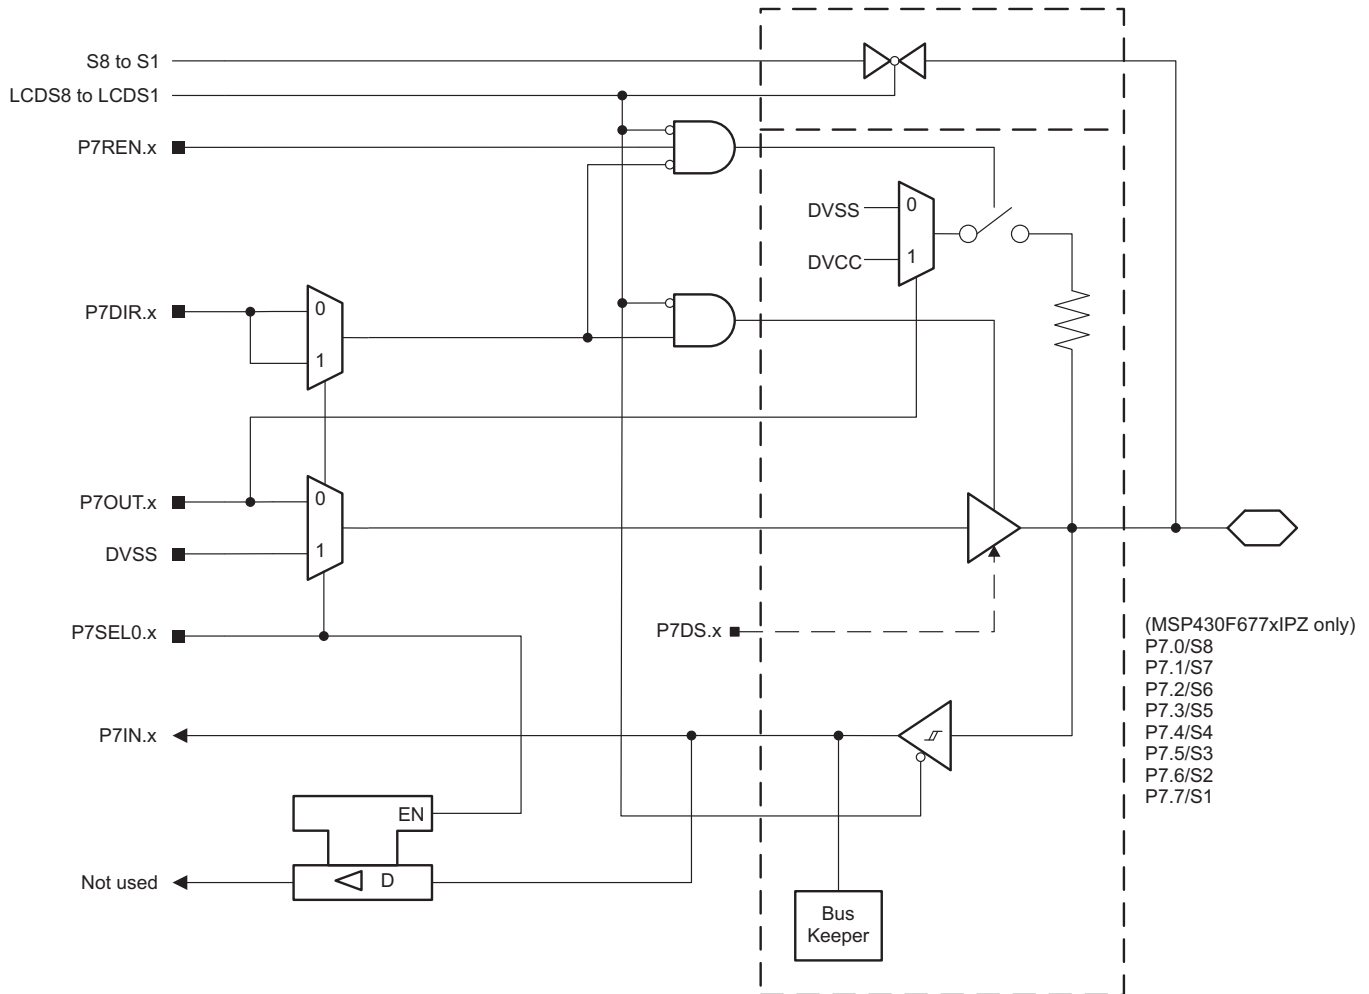 S8 to S1
LCDS8 to LCDS1
P7REN.x
DVSS
0
DVCC
1
P7DIR.x
0
1
P7OUT.x
0
DVSS
1
P7SEL0.x
P7DS.x
(MSP430F677xIPZ only)
P7.0/S8
P7.1/S7
P7.2/S6
P7.3/S5
P7.4/S4
P7.5/S3
P7.6/S2
P7.7/S1
P7IN.x
EN
Not used
D
Bus
Keeper